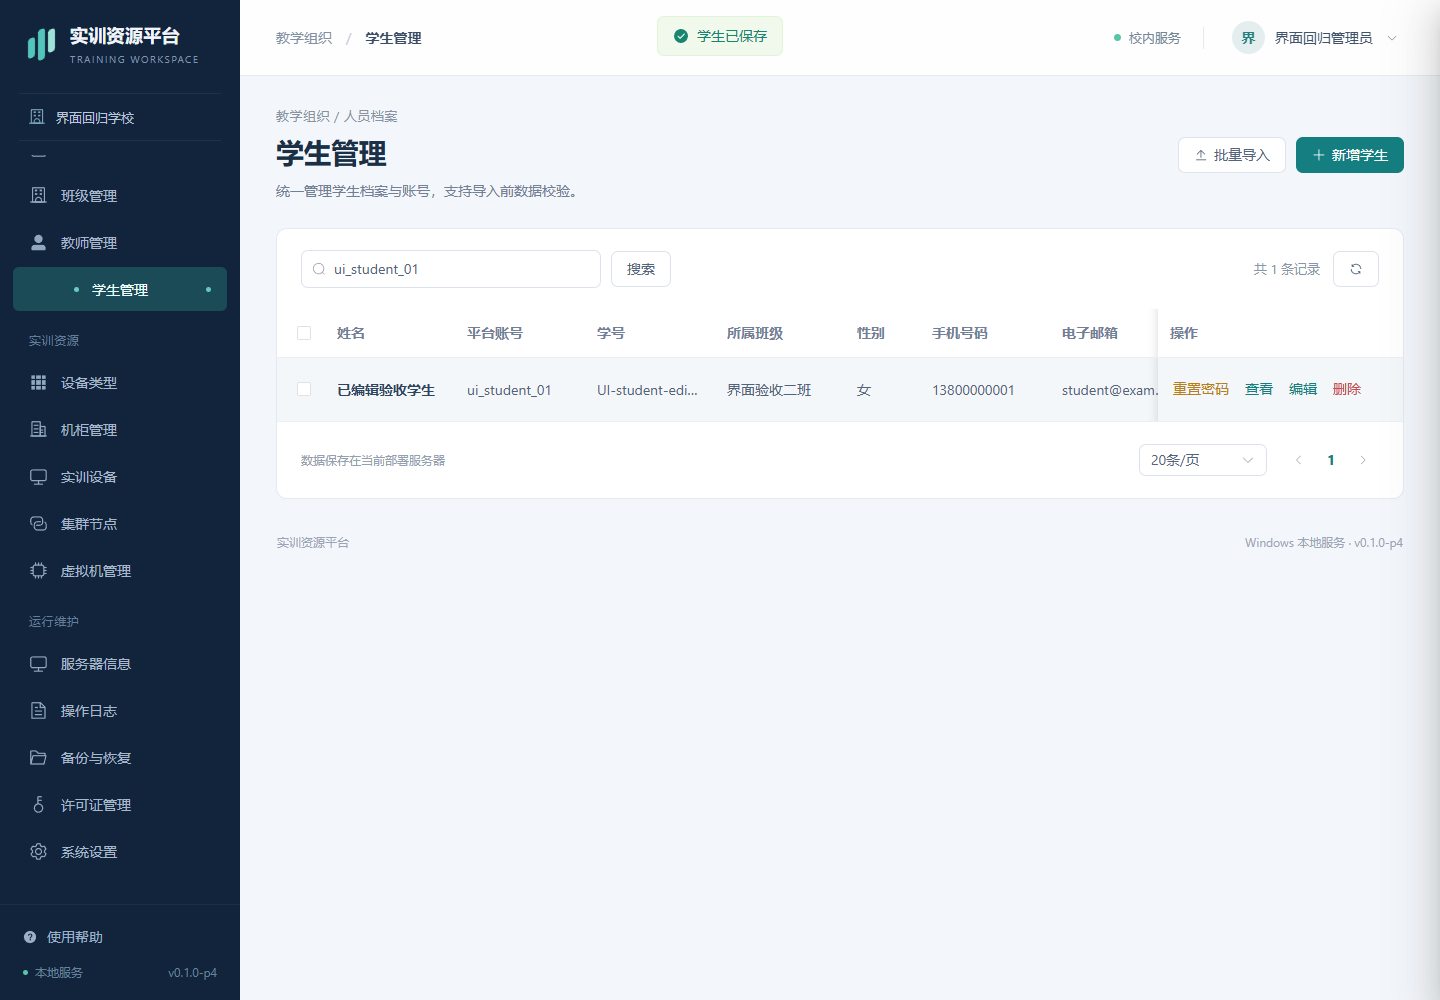 实训资源平台
TRAINING WORKSPACE
界面回归学校
班级管理
教师管理
学生管理
实训资源
设备类型
机柜管理
实训设备
集群节点
虚拟机管理
运行维护
服务器信息
操作日志
备份与恢复
许可证管理
系统设置
使用帮助
本地服务 v0.1.0-p4
教学组织 / 学生管理
学生已保存
校内服务
界 界面回归管理员
教学组织 / 人员档案
学生管理
统一管理学生档案与账号，支持导入前数据校验。
批量导入
新增学生
ui_student_01
搜索
共 1 条记录
姓名 平台账号 学号 所属班级 性别 手机号码 电子邮箱 操作
已编辑验收学生 ui_student_01 UI-student-edi... 界面验收二班 女 13800000001 student@exam. 重置密码 查看 编辑 删除
数据保存在当前部署服务器
20条/页
1
实训资源平台
Windows 本地服务 · v0.1.0-p4